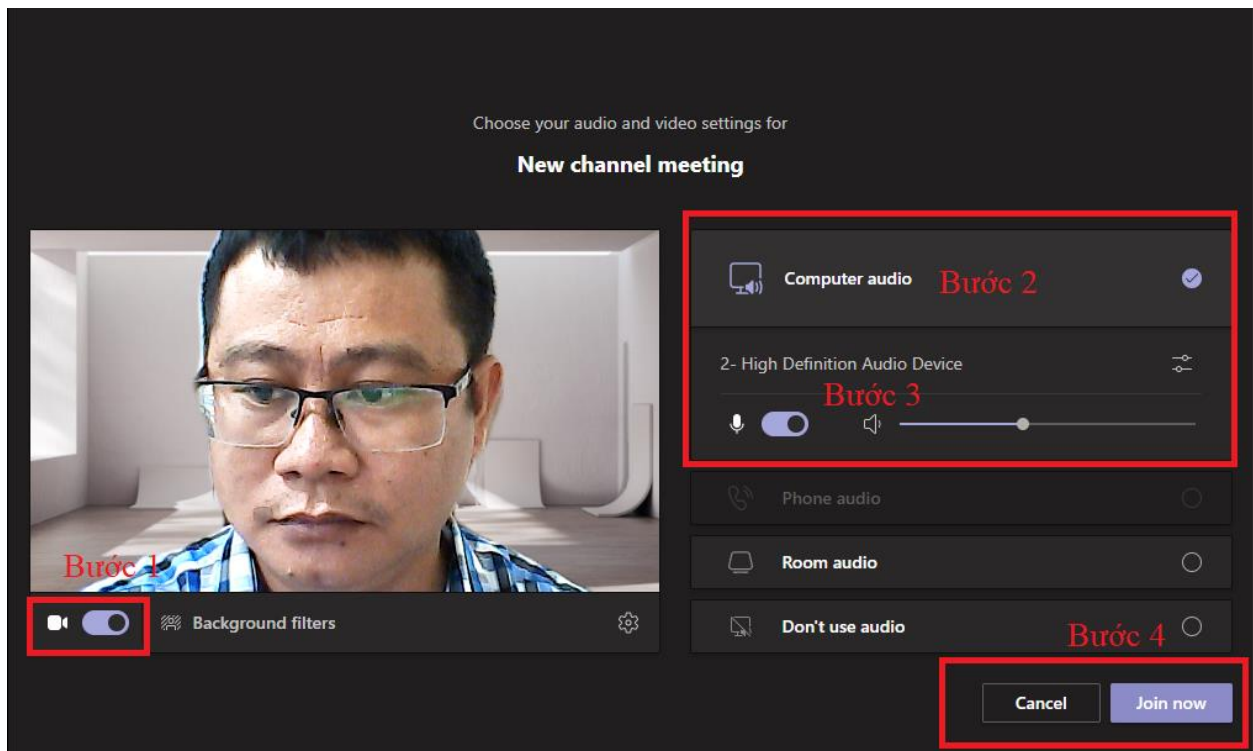 Choose your audio and video settings for
New channel meeting
Computer audio
Bước 2
2- High Definition Audio Device
Bước 3
Phone audio
Bước 1
Room audio
Background filters
Don't use audio
Bước 4
Cancel
Join now